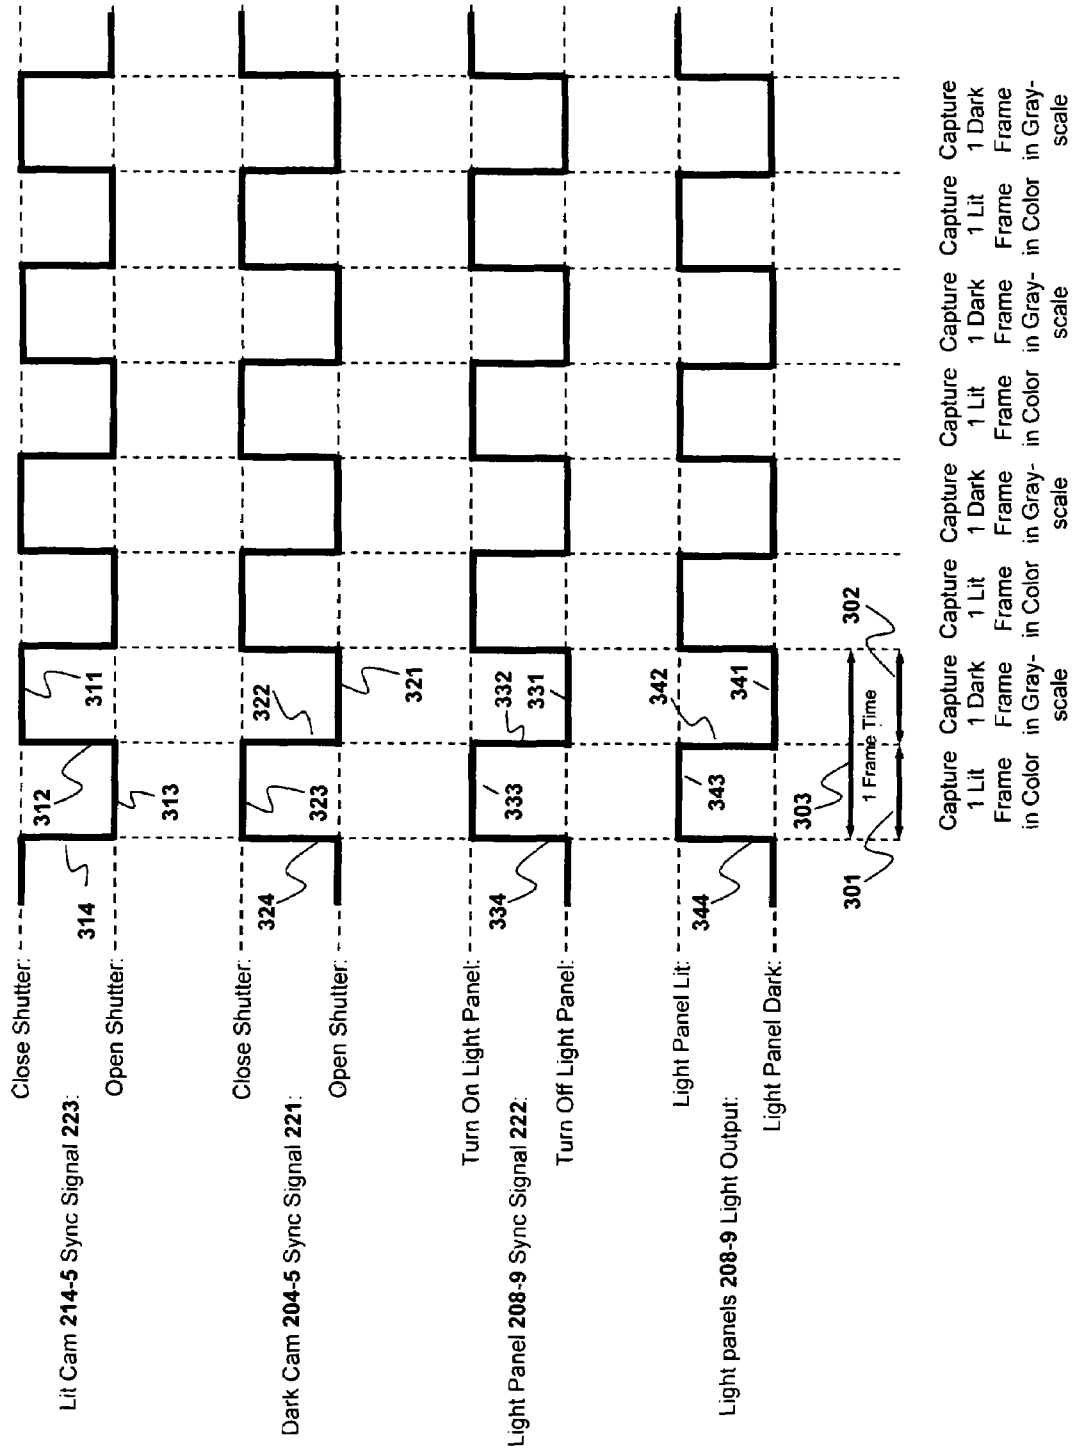 Lit Cam 214-5 Sync Signal 223:
Close Shutter:
Open Shutter:
314
312
313
311
Dark Cam 204-5 Sync Signal 221:
Close Shutter:
Open Shutter:
324
323
322
321
Light Panel 208-9 Sync Signal 222:
Turn On Light Panel:
Turn Off Light Panel:
334
333
332
331
Light panels 208-9 Light Output:
Light Panel Lit:
Light Panel Dark:
344
343
342
341
303
1 Frame Time
301
302
Capture
1 Lit
Frame
in Color
Capture
1 Dark
Frame
in Gray-
scale
Capture
1 Lit
Frame
in Color
Capture
1 Dark
Frame
in Gray-
scale
Capture
1 Lit
Frame
in Color
Capture
1 Dark
Frame
in Gray-
scale
Capture
1 Lit
Frame
in Color
Capture
1 Dark
Frame
in Gray-
scale